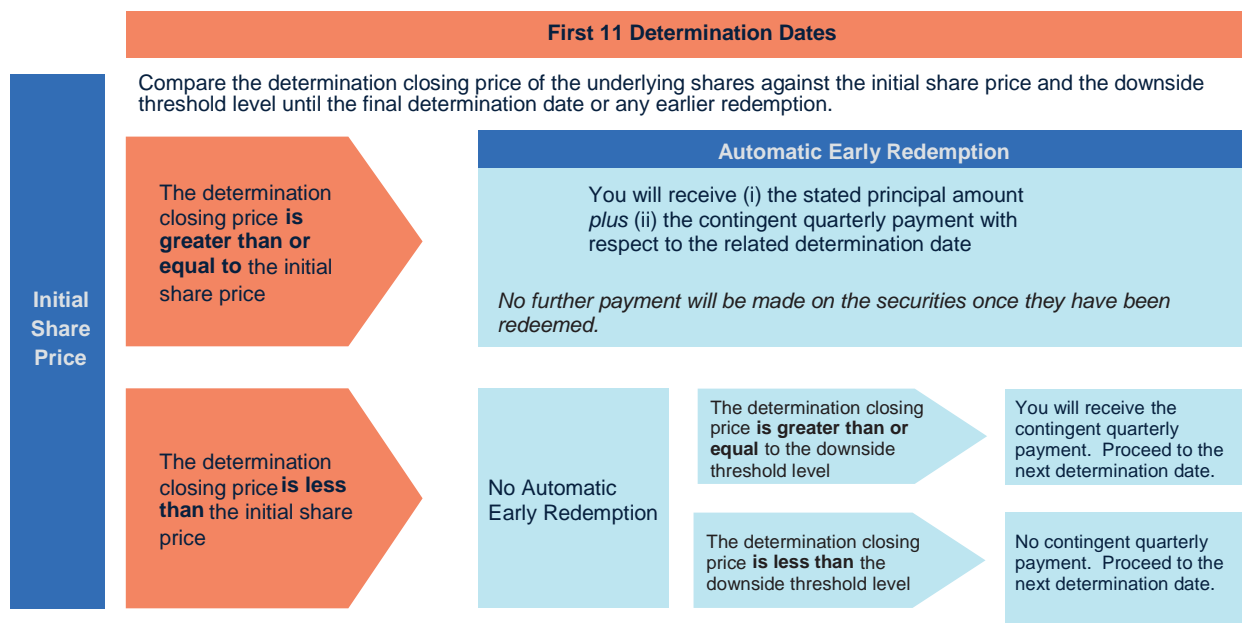 First 11 Determination Dates
Compare the determination closing price of the underlying shares against the initial share price and the downside
threshold level until the final determination date or any earlier redemption.
Initial
Share
Price
The determination
closing price is
greater than or
equal to the initial
share price
Automatic Early Redemption
You will receive (i) the stated principal amount
plus (ii) the contingent quarterly payment with
respect to the related determination date
No further payment will be made on the securities once they have been
redeemed.
The determination
closing price is less
than the initial share
price
No Automatic
Early Redemption
The determination closing
price is greater than or
equal to the downside
threshold level
You will receive the
contingent quarterly
payment. Proceed to the
next determination date.
The determination closing
price is less than the
downside threshold level
No contingent quarterly
payment. Proceed to the
next determination date.